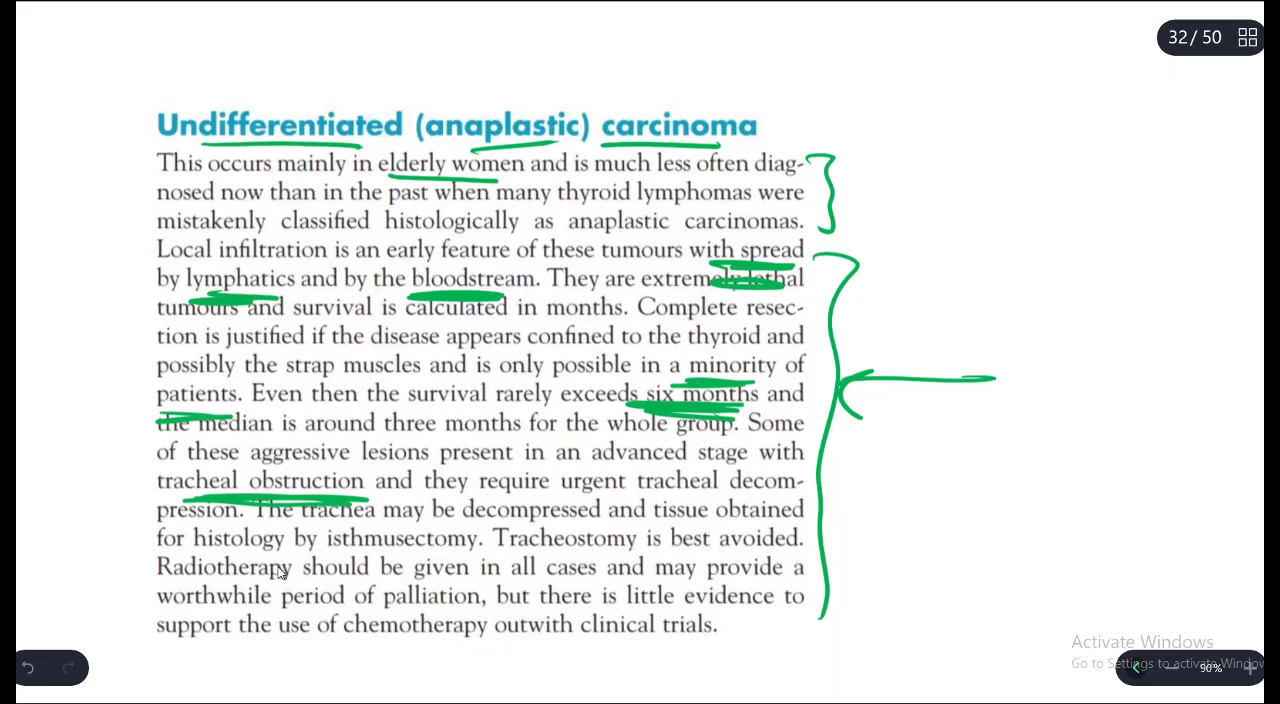 32/ 50
Undifferentiated (anaplastic) carcinoma
This occurs mainly in elderly women and is much less often diag-
nosed now than in the past when many thyroid lymphomas were
mistakenly classified histologically as anaplastic carcinomas.
Local infiltration is an early feature of these tumours with spread
by lymphatics and by the bloodstream. They are extremely lethal
tumours and survival is calculated in months. Complete resec-
tion is justified if the disease appears confined to the thyroid and
possibly the strap muscles and is only possible in a minority of
patients. Even then the survival rarely exceeds six months and
the median is around three months for the whole group. Some
of these aggressive lesions present in an advanced stage with
tracheal obstruction and they require urgent tracheal decom-
pression. The trachea may be decompressed and tissue obtained
for histology by isthmusectomy. Tracheostomy is best avoided.
Radiotherapy should be given in all cases and may provide a
worthwhile period of palliation, but there is little evidence to
support the use of chemotherapy outwith clinical trials.
Activate Windows
Go to Settings to activate Window
90%